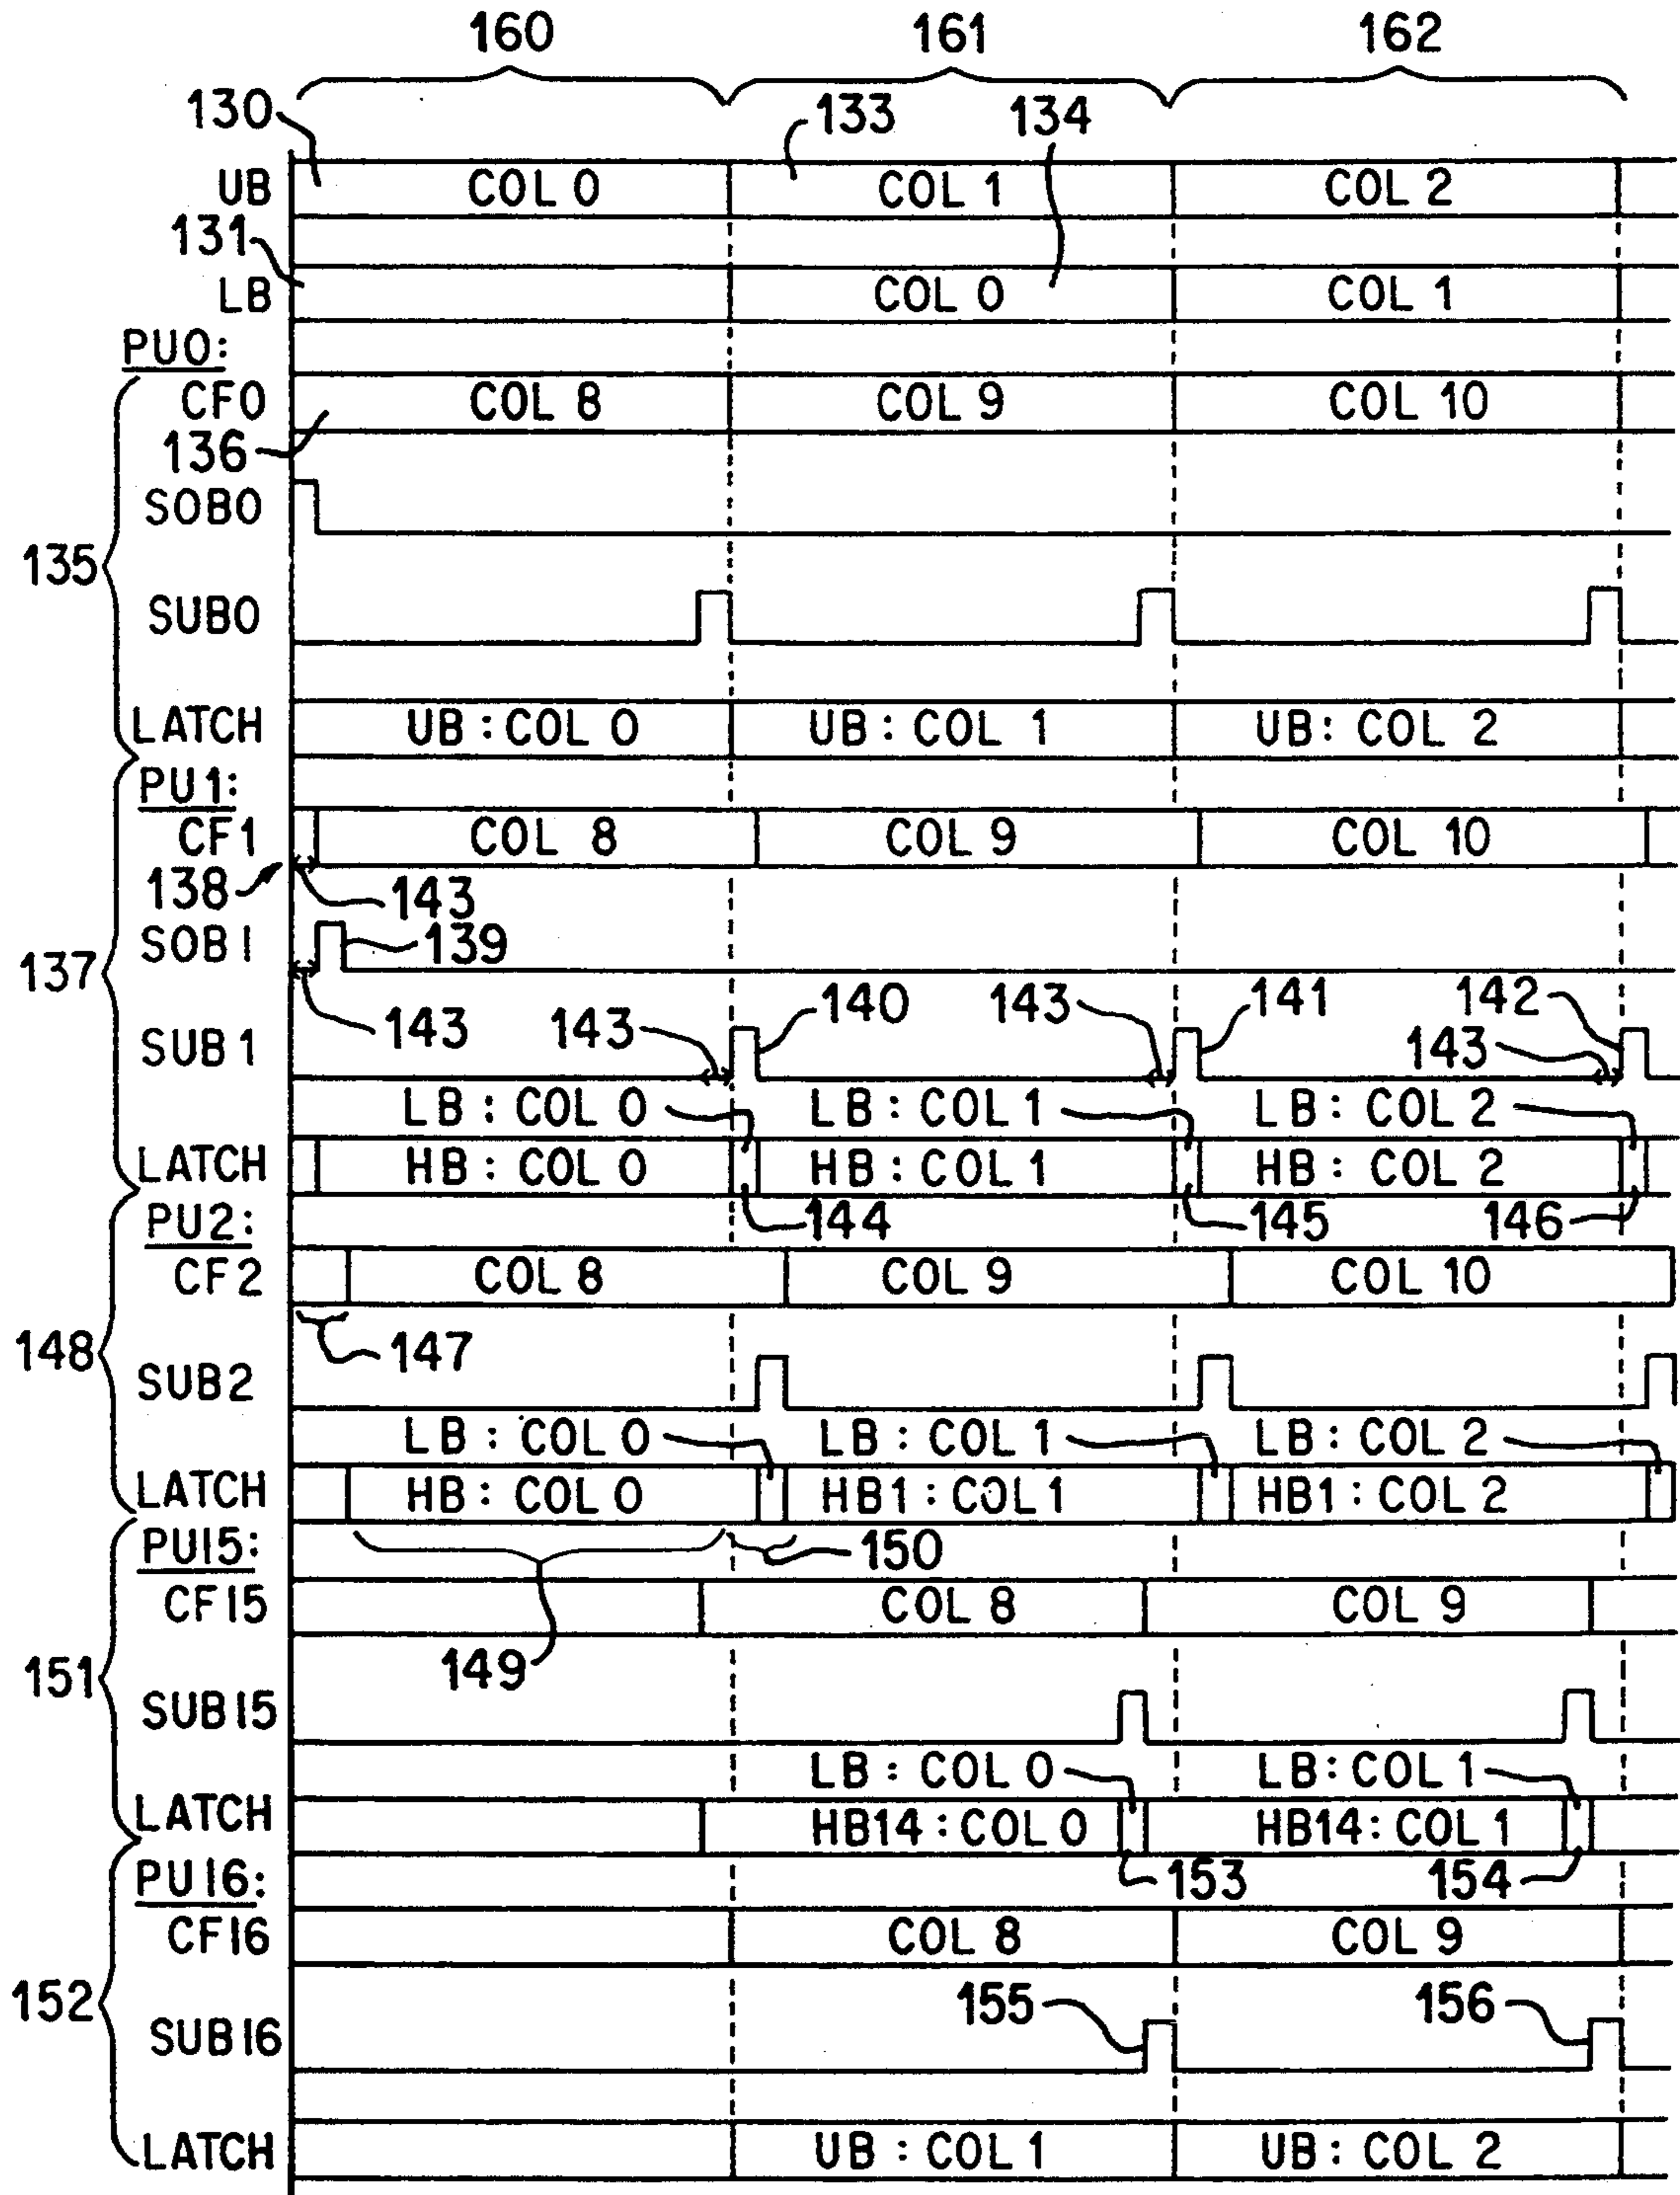 160 161 162
130 133 134
UB COL 0 COL 1 COL 2
131
LB COL 0 COL 1
PU0:
CF0 COL 8 COL 9 COL 10
136
SOB0
135
SUB0
LATCH UB : COL 0 UB : COL 1 UB : COL 2
PU1:
CF1 COL 8 COL 9 COL 10
138 143
SOB1 139
137
143 143 140 143 141 142
SUB1 143
LB : COL 0 LB : COL 1 LB : COL 2
LATCH HB : COL 0 HB : COL 1 HB : COL 2
144 145 146
PU2:
CF2 COL 8 COL 9 COL 10
148 147
SUB2
LB : COL 0 LB : COL 1 LB : COL 2
LATCH HB : COL 0 HB1 : COL1 HB1 : COL 2
PU15: 150
CF15 COL 8 COL 9
149
151
SUB15
LB : COL 0 LB : COL 1
LATCH HB14 : COL 0 HB14 : COL 1
153 154
PU16:
CF16 COL 8 COL 9
152 155 156
SUB16
LATCH UB : COL 1 UB : COL 2